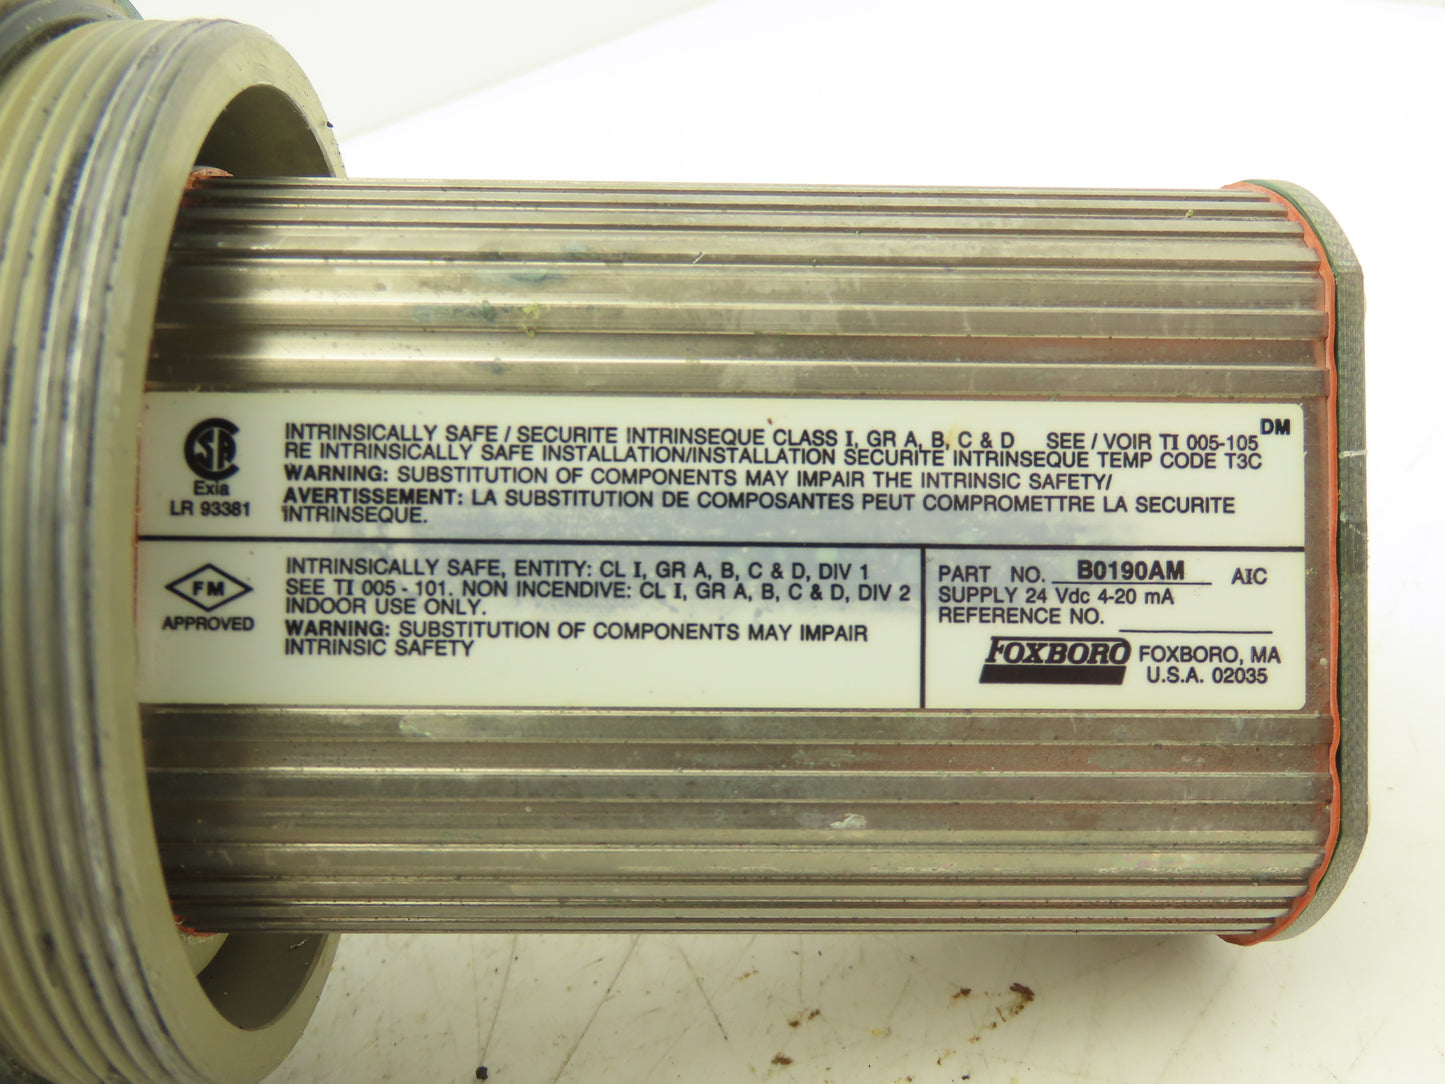 INTRINSICALLY SAFE / SECURITE INTRINSEQUE CLASS I, GR A, B, C & D SEE / VOIR TI 005-105 DM
RE INTRINSICALLY SAFE INSTALLATION/INSTALLATION SECURITE INTRINSEQUE TEMP CODE T3C
WARNING: SUBSTITUTION OF COMPONENTS MAY IMPAIR THE INTRINSIC SAFETY/
AVERTISSEMENT: LA SUBSTITUTION DE COMPOSANTES PEUT COMPROMETTRE LA SECURITE
INTRINSEQUE.
SA
Exia
LR 93381
FM
APPROVED
INTRINSICALLY SAFE, ENTITY: CL I, GR A, B, C & D, DIV 1
SEE TI 005 - 101. NON INCENDIVE: CL I, GR A, B, C & D, DIV 2
INDOOR USE ONLY.
WARNING: SUBSTITUTION OF COMPONENTS MAY IMPAIR
INTRINSIC SAFETY
PART NO. B0190AM AIC
SUPPLY 24 Vdc 4-20 mA
REFERENCE NO.
FOXBORO FOXBORO, MA
U.S.A. 02035